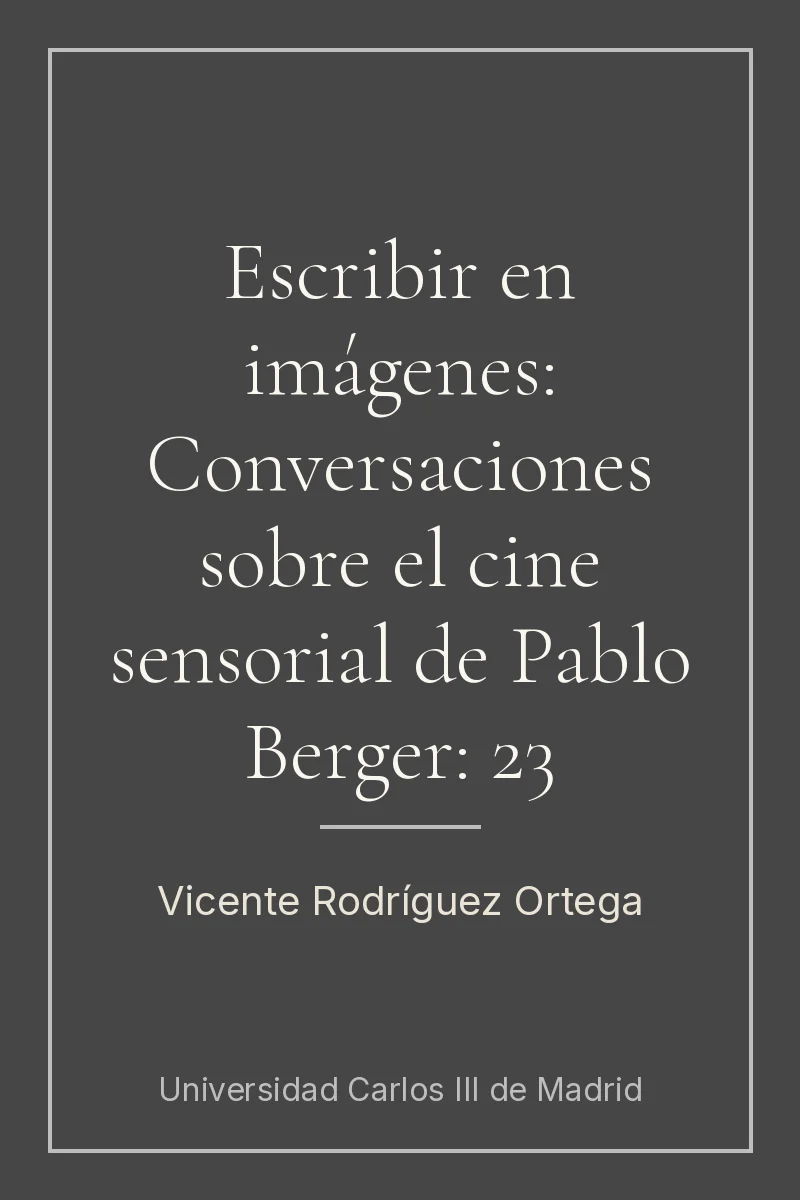 Escribir en
imágenes:
Conversaciones
sobre el cine
sensorial de Pablo
Berger: 23
Vicente Rodríguez Ortega
Universidad Carlos III de Madrid